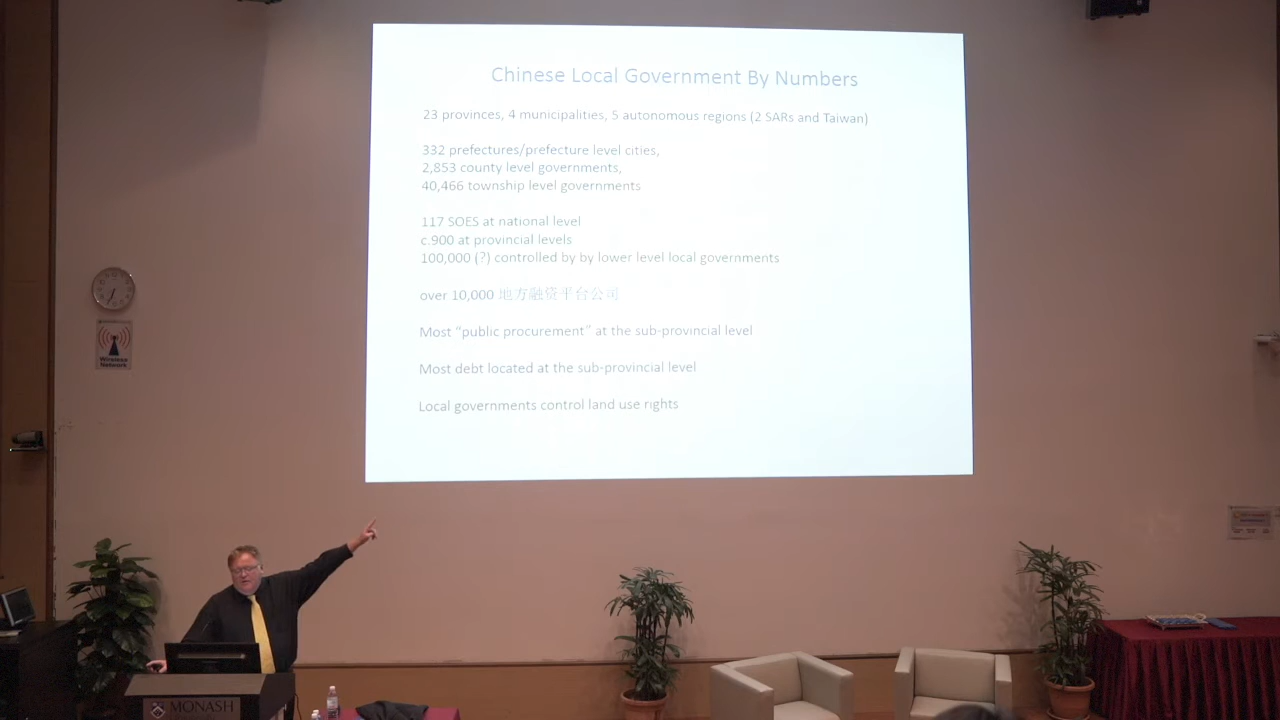 Chinese Local Government By Numbers
23 provinces, 4 municipalities, 5 autonomous regions (2 SARs and Taiwan)
332 prefectures/prefecture level cities,
2,853 county level governments,
40,466 township level governments
117 SOES at national level
c.900 at provincial levels
100,000 (?) controlled by by lower level local governments
over 10,000 地方融资平台公司
Most “public procurement” at the sub-provincial level
Most debt located at the sub-provincial level
Local governments control land use rights
Wireless
Network
MONASH